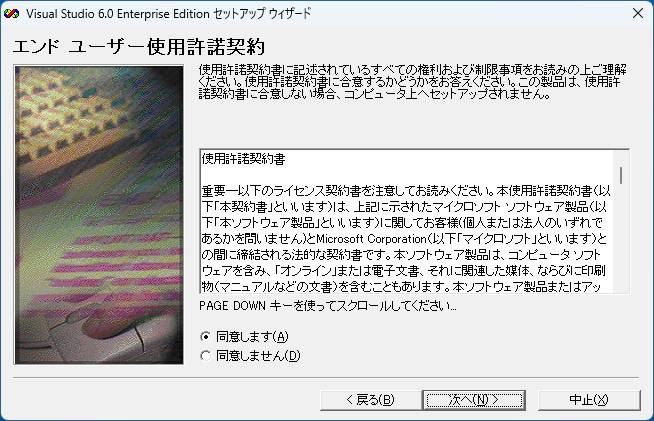 Visual Studio 6.0 Enterprise Edition セットアップ ウィザード
エンド ユーザー使用許諾契約
使用許諾契約書に記述されているすべての権利および制限事項をお読みの上ご理解
ください。使用許諾契約書に合意するかどうかをお答えください。この製品は、使用許
諾契約書に合意しない場合、コンピュータ上へセットアップされません。
使用許諾契約書
重要－以下のライセンス契約書を注意してお読みください。本使用許諾契約書(以
下「本契約書」といいます)は、上記に示されたマイクロソフト ソフトウェア製品(以
下「本ソフトウェア製品」といいます)に関してお客様(個人または法人のいずれで
あるかを問いません)とMicrosoft Corporation(以下「マイクロソフト」といいます)と
の間に締結される法的な契約書です。本ソフトウェア製品は、コンピュータ ソフト
ウェアを含み、「オンライン」または電子文書、それに関連した媒体、ならびに印刷
物(マニュアルなどの文書)を含むこともあります。本ソフトウェア製品またはアッ
PAGE DOWN キーを使ってスクロールしてください...
同意します(A)
同意しません(D)
< 戻る(B)
次へ(N) >
中止(X)